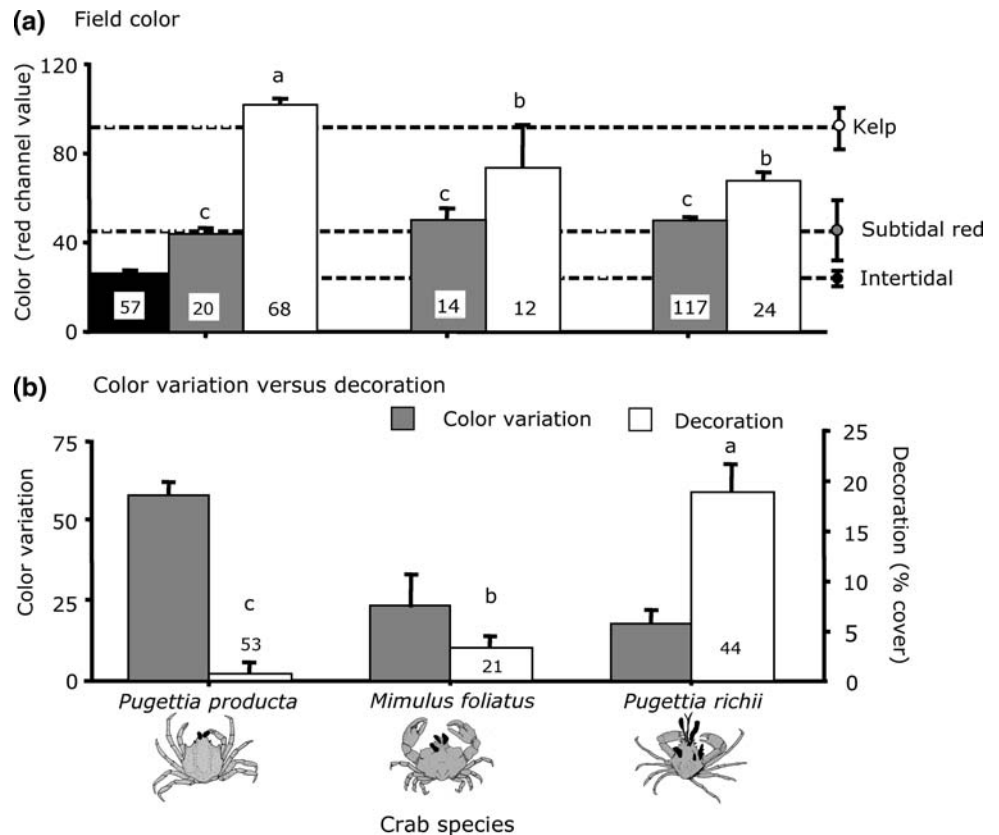 (a) Field color
120
80
40
0
Color (red channel value)
a
b
b
c
c
c
57
20
68
14
12
117
24
Kelp
Subtidal red
Intertidal
(b) Color variation versus decoration
Color variation
Decoration
75
50
25
0
Color variation
25
20
15
10
5
0
Decoration (% cover)
c
53
b
21
a
44
Pugettia producta
Mimulus foliatus
Pugettia richii
Crab species